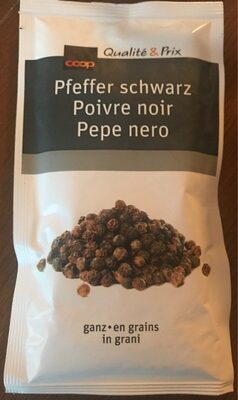 coop Qualité & Prix
Pfeffer schwarz
Poivre noir
Pepe nero
ganz • en grains
in grani